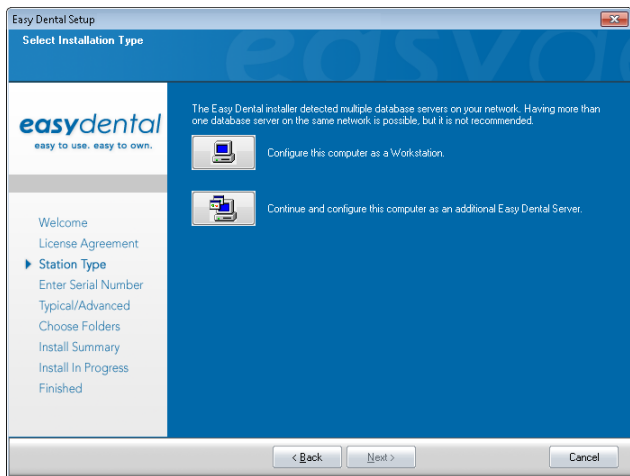 Easy Dental Setup
Select Installation Type
easydental
easy to use. easy to own.
The Easy Dental installer detected multiple database servers on your network. Having more than
one database server on the same network is possible, but it is not recommended.
Configure this computer as a Workstation.
Continue and configure this computer as an additional Easy Dental Server.
Welcome
License Agreement
Station Type
Enter Serial Number
Typical/Advanced
Choose Folders
Install Summary
Install In Progress
Finished
< Back
Next >
Cancel